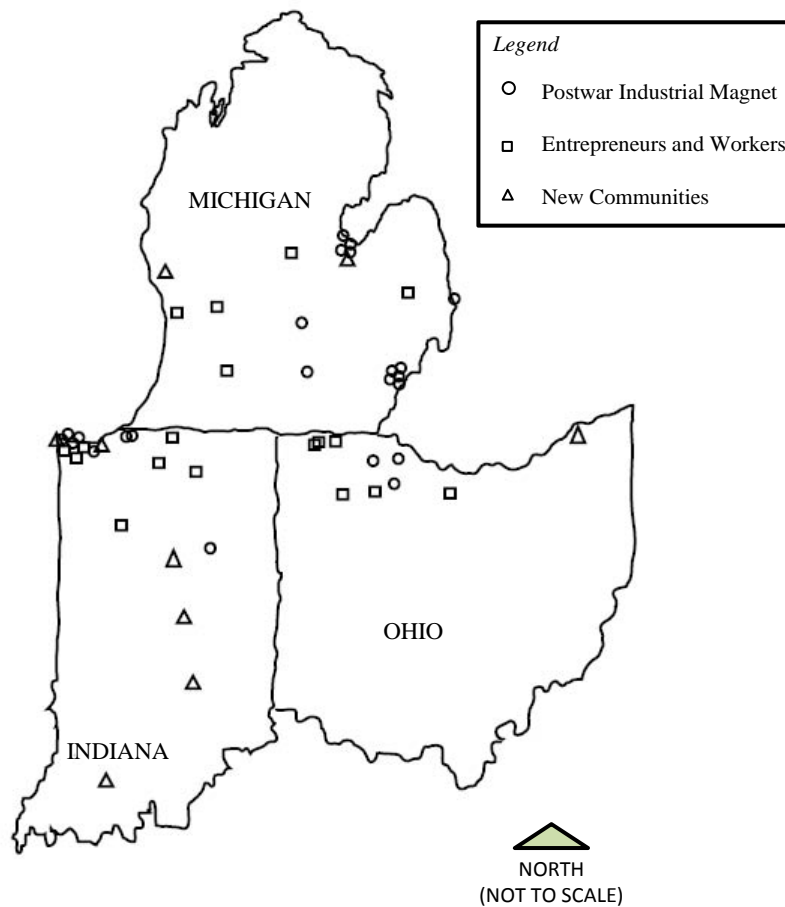 Legend
Postwar Industrial Magnet
Entrepreneurs and Workers
New Communities
MICHIGAN
OHIO
INDIANA
NORTH
(NOT TO SCALE)